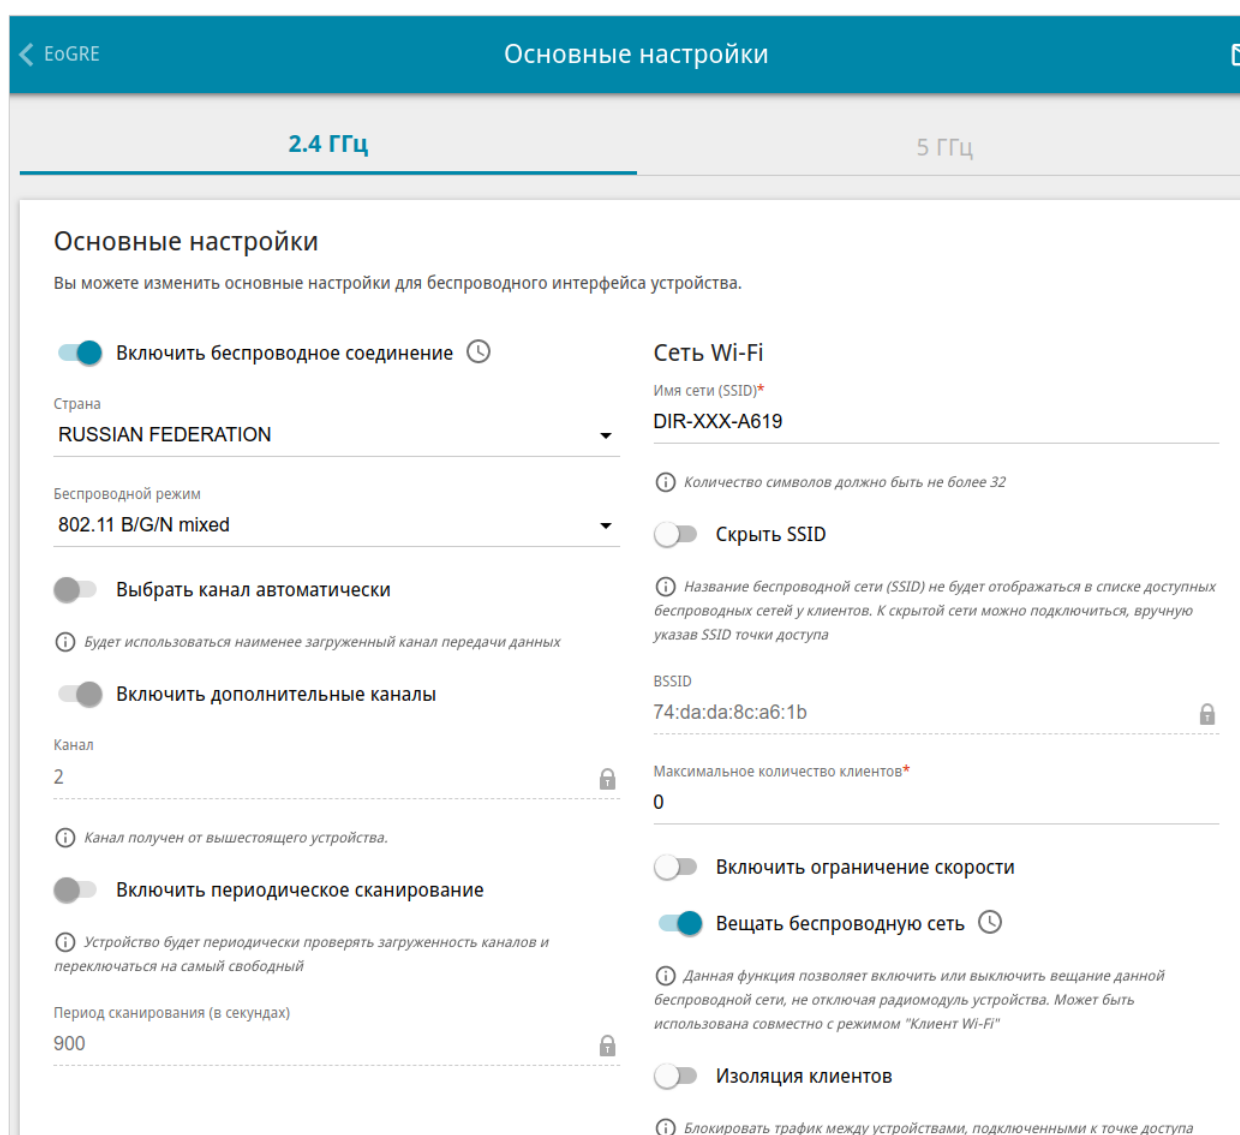 EoGRE
Основные настройки
2.4 ГГц
5 ГГц
Основные настройки
Вы можете изменить основные настройки для беспроводного интерфейса устройства.
Включить беспроводное соединение
Страна
RUSSIAN FEDERATION
Беспроводной режим
802.11 B/G/N mixed
Выбрать канал автоматически
Будет использоваться наименее загруженный канал передачи данных
Включить дополнительные каналы
Канал
2
Канал получен от вышестоящего устройства.
Включить периодическое сканирование
Устройство будет периодически проверять загруженность каналов и
переключаться на самый свободный
Период сканирования (в секундах)
900
Сеть Wi-Fi
Имя сети (SSID)*
DIR-XXX-A619
Количество символов должно быть не более 32
Скрыть SSID
Название беспроводной сети (SSID) не будет отображаться в списке доступных
беспроводных сетей у клиентов. К скрытой сети можно подключиться, вручную
указав SSID точки доступа
BSSID
74:da:da:8c:a6:1b
Максимальное количество клиентов*
0
Включить ограничение скорости
Вещать беспроводную сеть
Данная функция позволяет включить или выключить вещание данной
беспроводной сети, не отключая радиомодуль устройства. Может быть
использована совместно с режимом "Клиент Wi-Fi"
Изоляция клиентов
Блокировать трафик между устройствами, подключенными к точке доступа